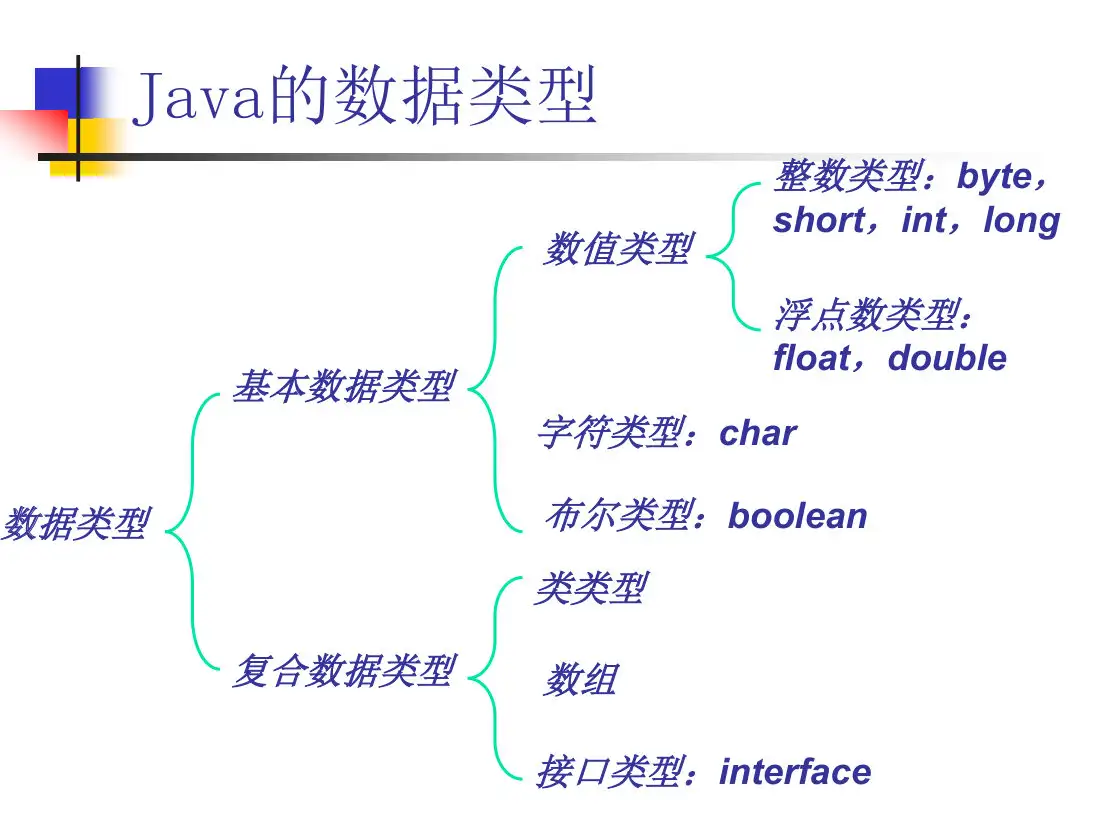 Java的数据类型
整数类型：byte，
short，int，long
数值类型
浮点数类型：
float，double
基本数据类型
字符类型：char
布尔类型：boolean
数据类型
类类型
复合数据类型
数组
接口类型：interface